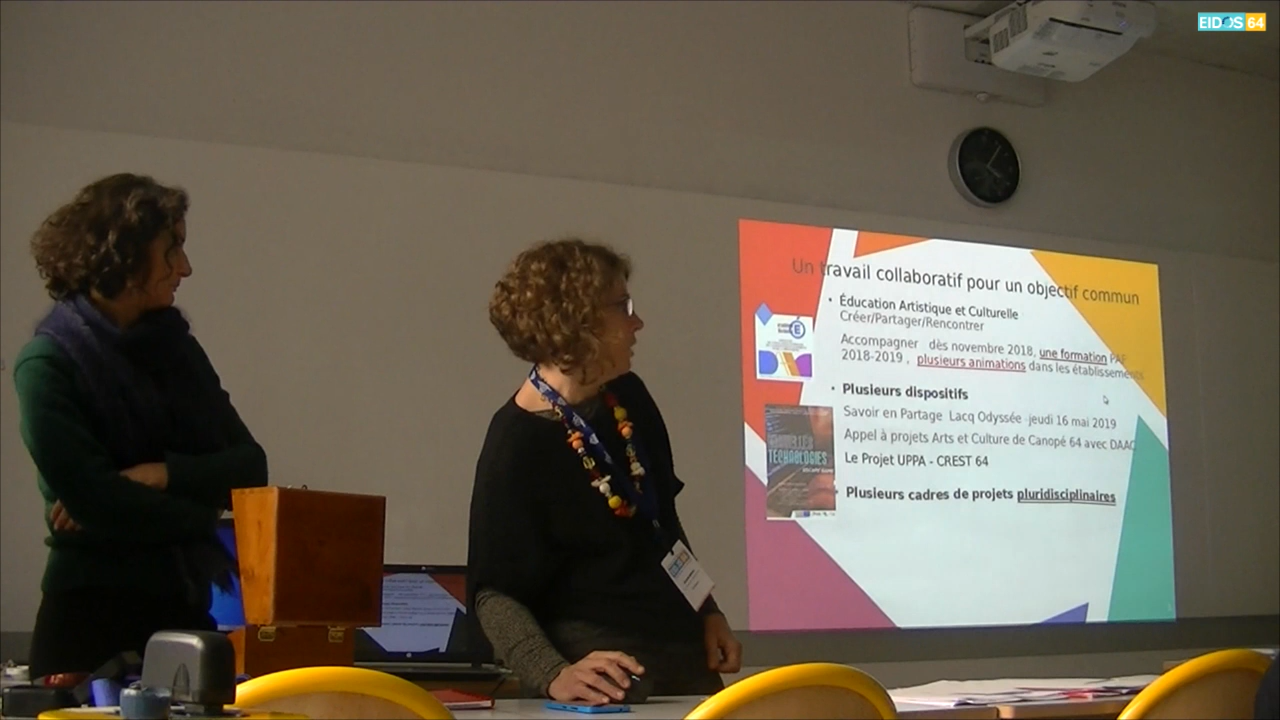 EIDOS 64
Un travail collaboratif pour un objectif commun
• Éducation Artistique et Culturelle
Créer/Partager/Rencontrer
Accompagner dès novembre 2018, une formation PAF
2018-2019 , plusieurs animations dans les établissements
• Plusieurs dispositifs
Savoir en Partage Lacq Odyssée -jeudi 16 mai 2019
Appel à projets Arts et Culture de Canopé 64 avec DAAC
Le Projet UPPA - CREST 64
TECHNOLOGIES
• Plusieurs cadres de projets pluridisciplinaires